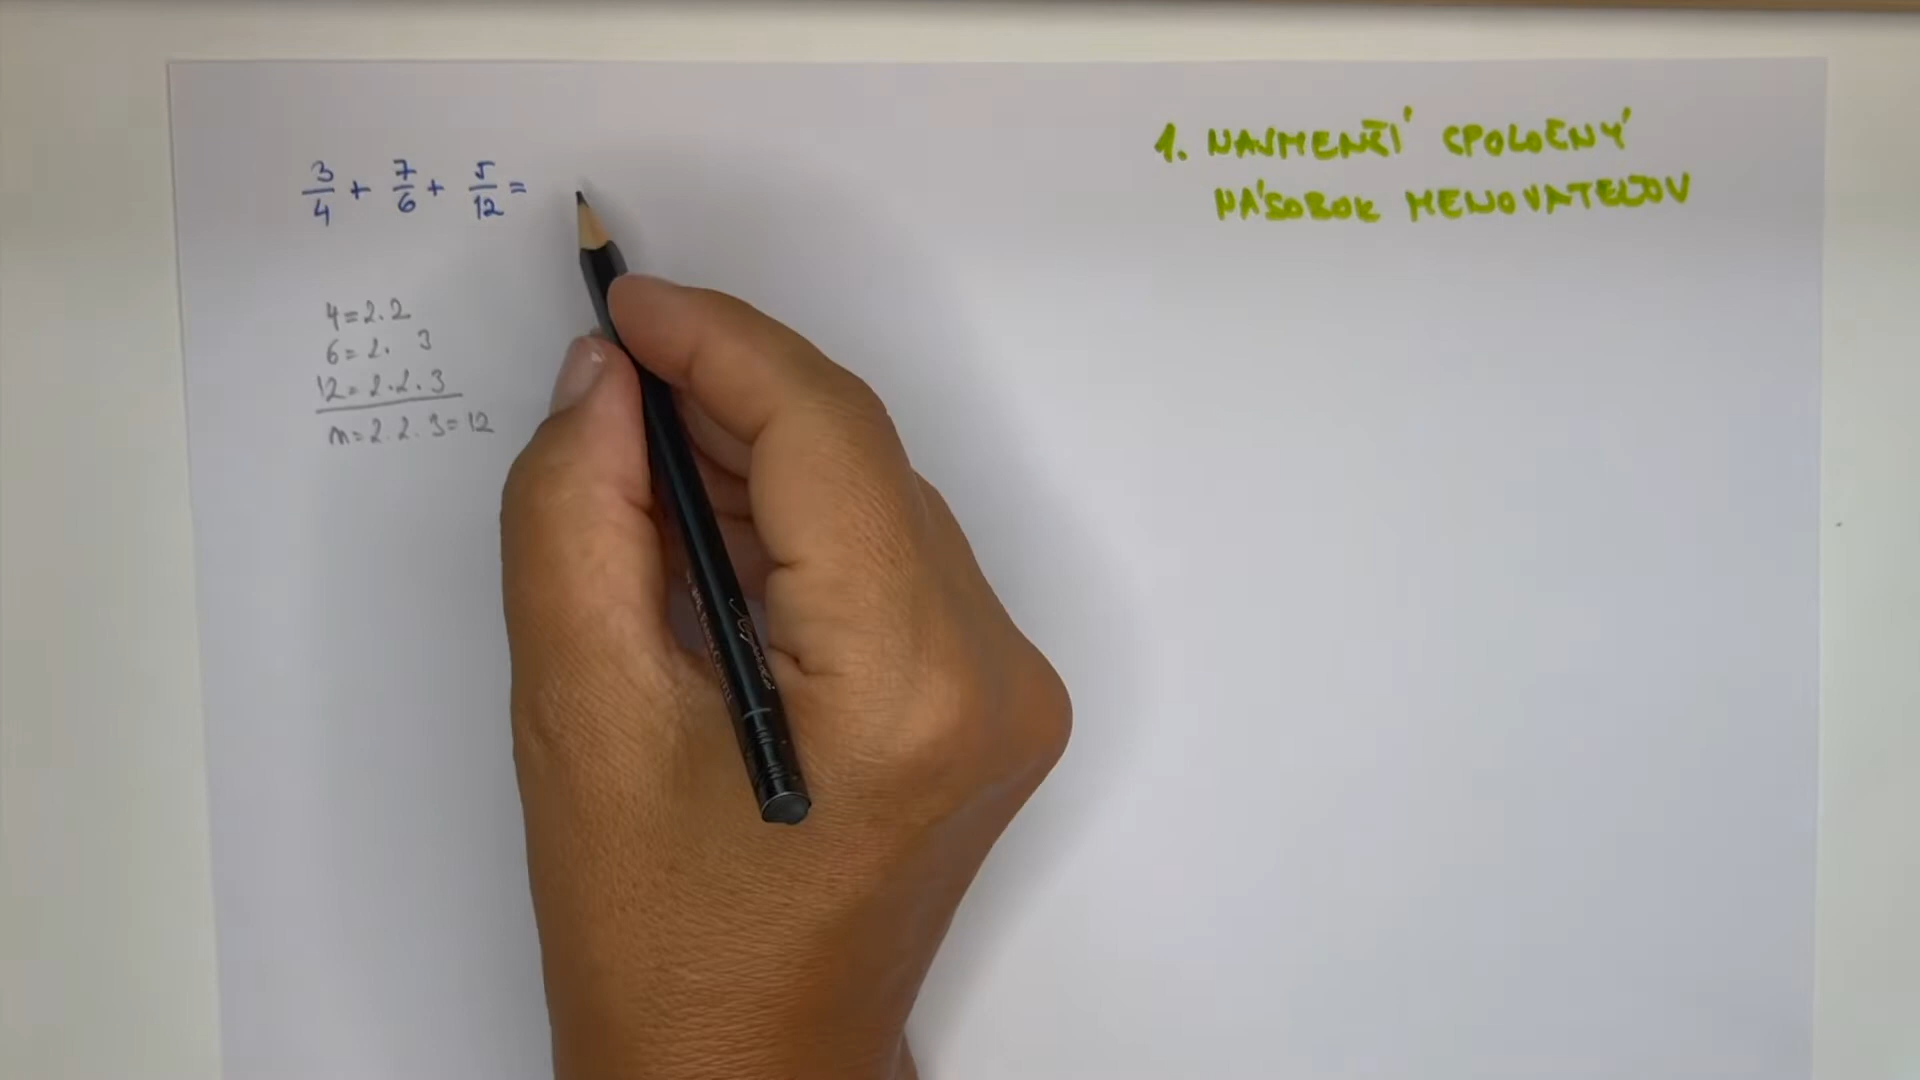 3/4 + 7/6 + 5/12 =
1. NAJMENŠÍ SPOLOČNÝ
NÁSOBOK MENOVATEĽOV
4=2.2
6=2. 3
12=2.2.3
n=2.2.3=12